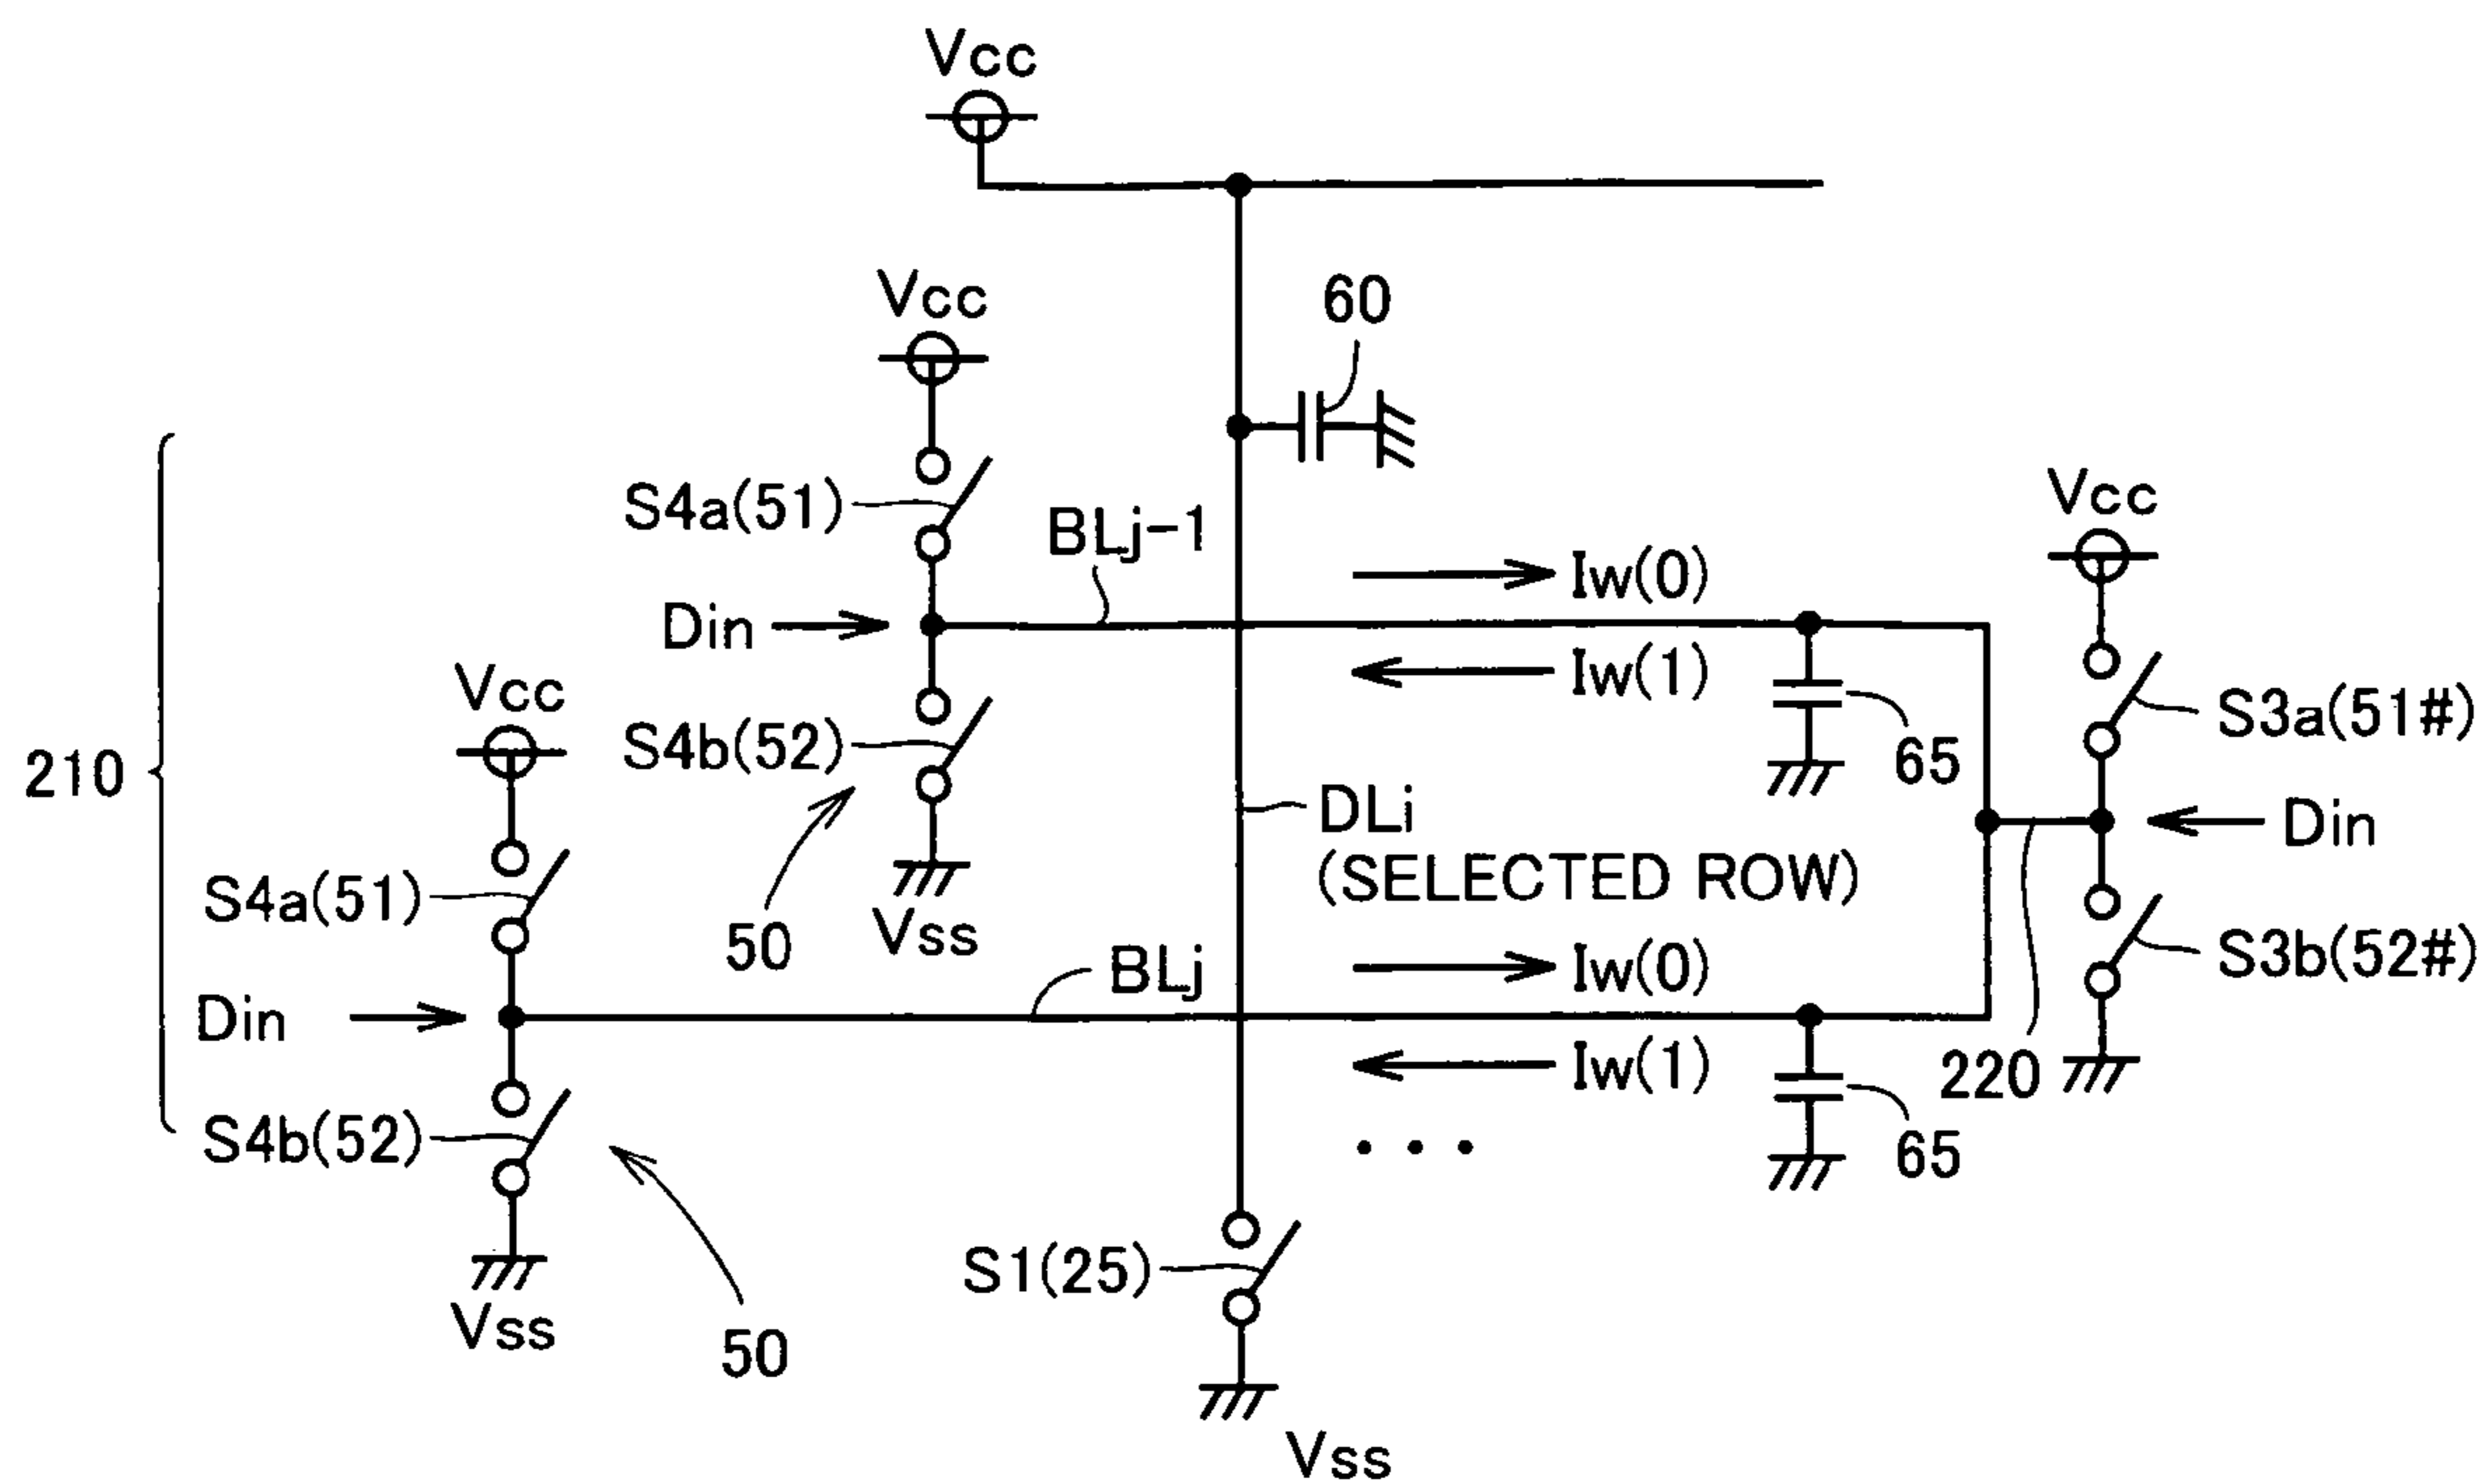 Vcc
Vcc
60
S4a(51)
BLj-1
Vcc
Iw(0)
Din
Vcc
Iw(1)
S3a(51#)
S4b(52)
65
210
DLi
Din
(SELECTED ROW)
S4a(51)
50
Vss
BLj
Iw(0)
S3b(52#)
Din
Iw(1)
220
S4b(52)
• • •
65
S1(25)
Vss
50
Vss